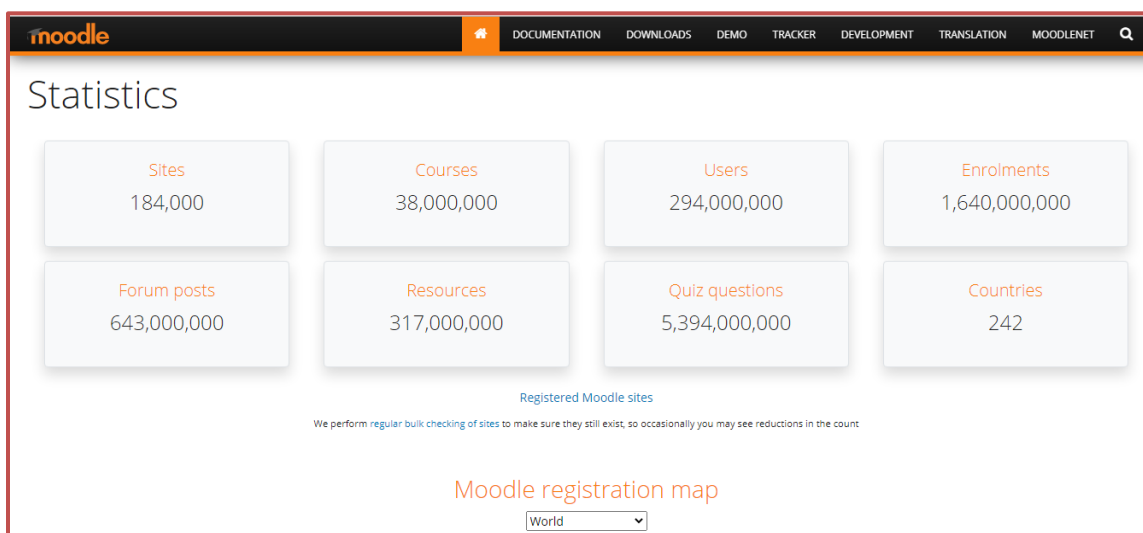 moodle
DOCUMENTATION DOWNLOADS DEMO TRACKER DEVELOPMENT TRANSLATION MOODLENET
Statistics
Sites Courses Users Enrolments
184,000 38,000,000 294,000,000 1,640,000,000
Forum posts Resources Quiz questions Countries
643,000,000 317,000,000 5,394,000,000 242
Registered Moodle sites
We perform regular bulk checking of sites to make sure they still exist, so occasionally you may see reductions in the count
Moodle registration map
World